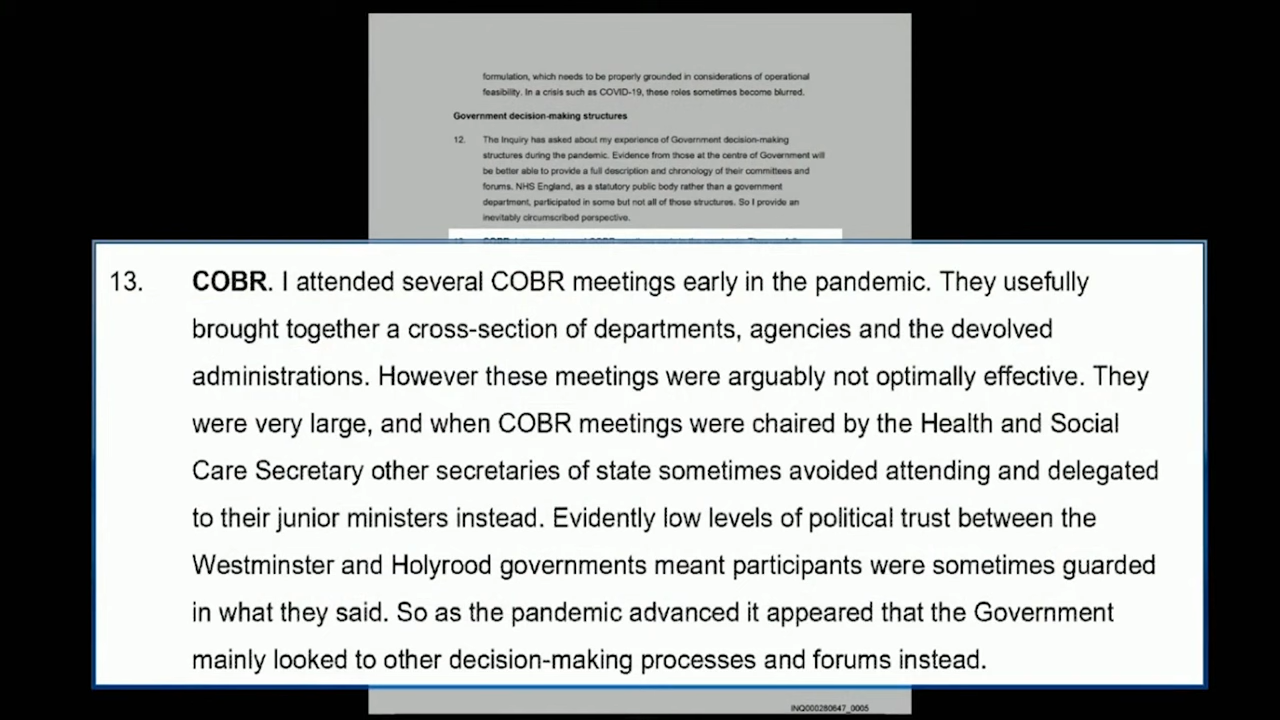 formulation, which needs to be properly grounded in considerations of operational
feasibility. In a crisis such as COVID-19, these roles sometimes become blurred.
Government decision-making structures
12. The Inquiry has asked about my experience of Government decision-making
structures during the pandemic. Evidence from those at the centre of Government will
be better able to provide a full description and chronology of their committees and
forums. NHS England, as a statutory public body rather than a government
department, participated in some but not all of those structures. So I provide an
inevitably circumscribed perspective.
13. COBR. I attended several COBR meetings early in the pandemic. They usefully
brought together a cross-section of departments, agencies and the devolved
administrations. However these meetings were arguably not optimally effective. They
were very large, and when COBR meetings were chaired by the Health and Social
Care Secretary other secretaries of state sometimes avoided attending and delegated
to their junior ministers instead. Evidently low levels of political trust between the
Westminster and Holyrood governments meant participants were sometimes guarded
in what they said. So as the pandemic advanced it appeared that the Government
mainly looked to other decision-making processes and forums instead.
INQ000280647_0005